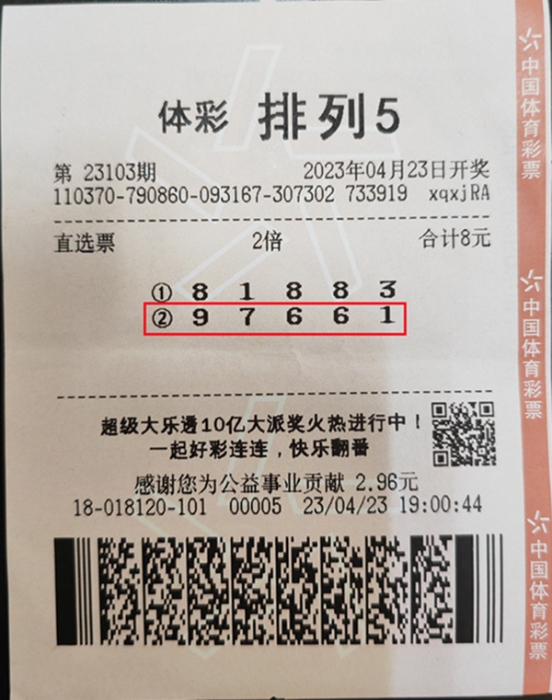 体彩 排列5
第 23103期 2023年04月23日开奖
110370-790860-093167-307302 733919 xqxjRA
直选票 2倍 合计8元
① 8 1 8 8 3
② 9 7 6 6 1
超级大乐透10亿大派奖火热进行中！
一起好彩连连，快乐翻番
感谢您为公益事业贡献 2.96元
18-018120-101 00005 23/04/23 19:00:44
中国体育彩票
中国体育彩票
中国体育彩票